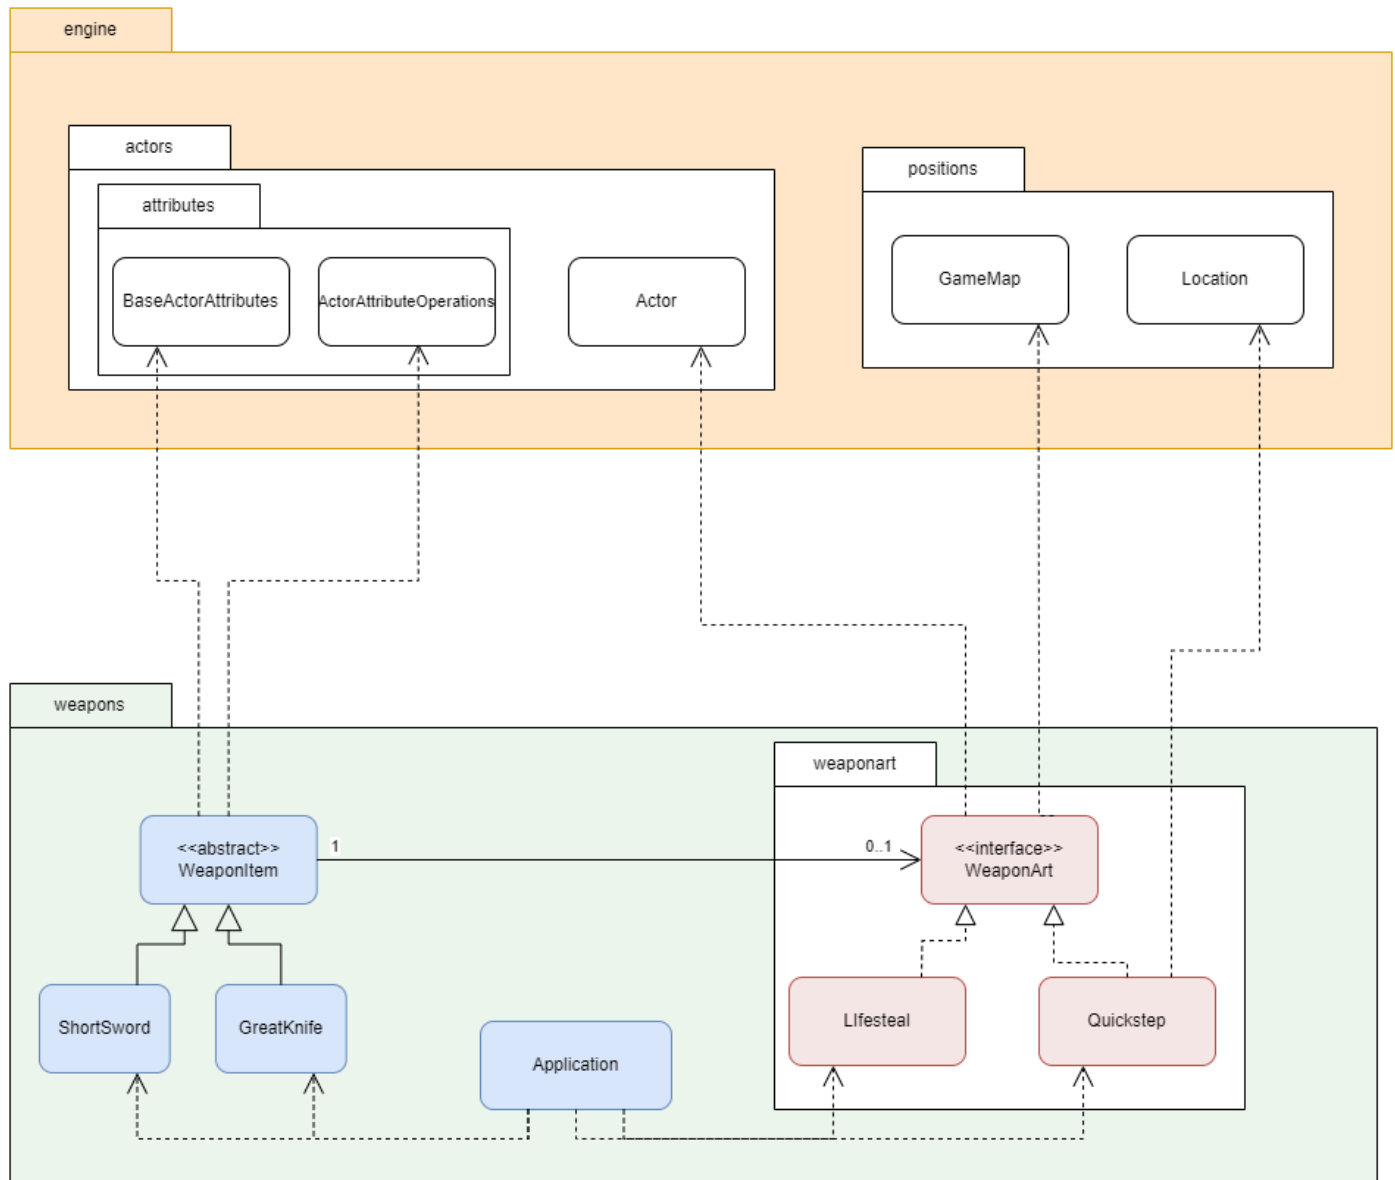 engine
actors
positions
attributes
BaseActorAttributes
ActorAttributeOperations
Actor
GameMap
Location
weapons
weaponart
<<abstract>>
WeaponItem
1
0..1
<<interface>>
WeaponArt
ShortSword
GreatKnife
Application
LIfesteal
Quickstep